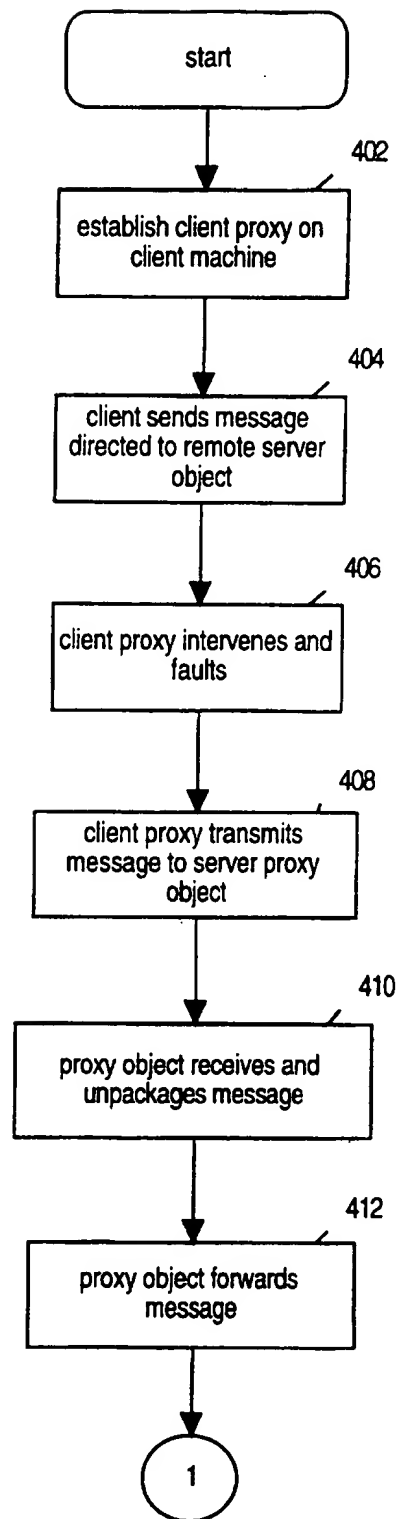 start
402
establish client proxy on
client machine
404
client sends message
directed to remote server
object
406
client proxy intervenes and
faults
408
client proxy transmits
message to server proxy
object
410
proxy object receives and
unpackages message
412
proxy object forwards
message
1